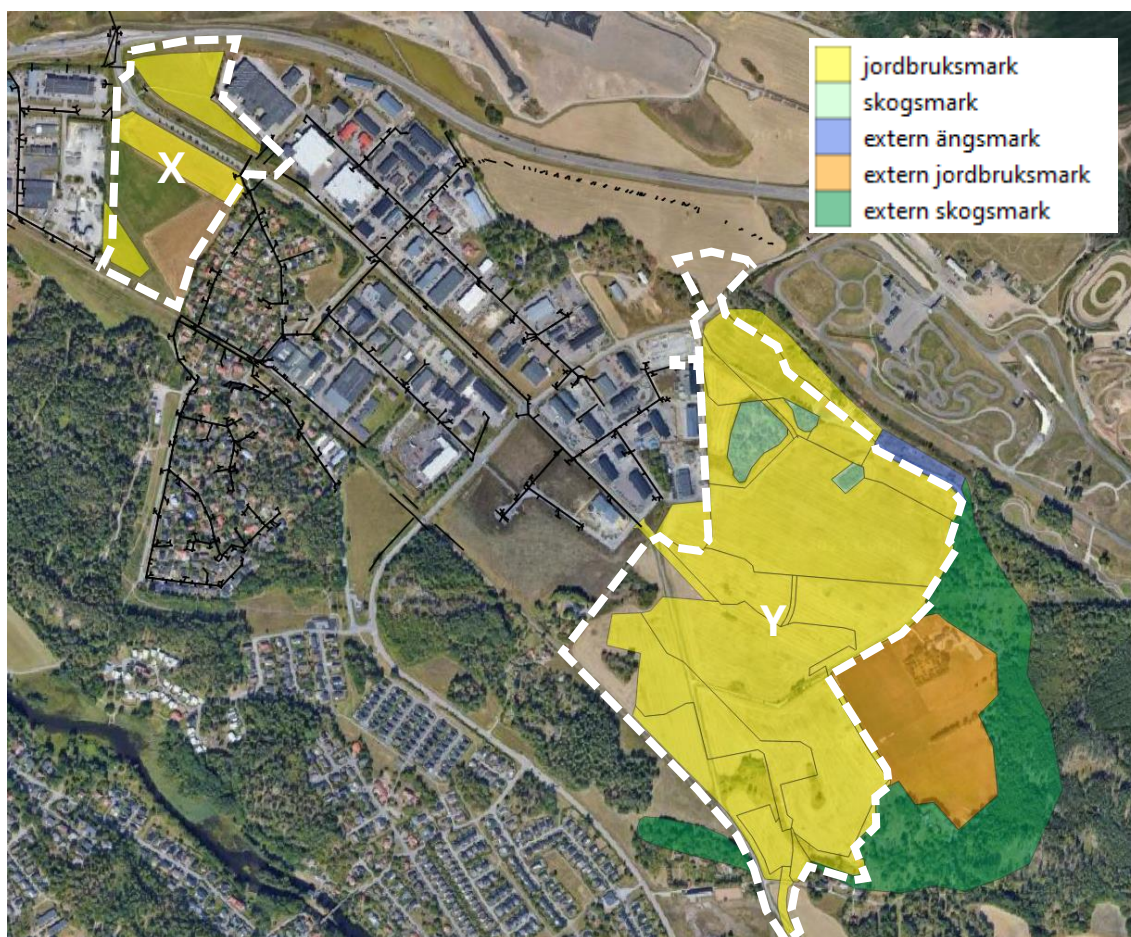 jordbruksmark
skogsmark
extern ängsmark
extern jordbruksmark
extern skogsmark
X
Y